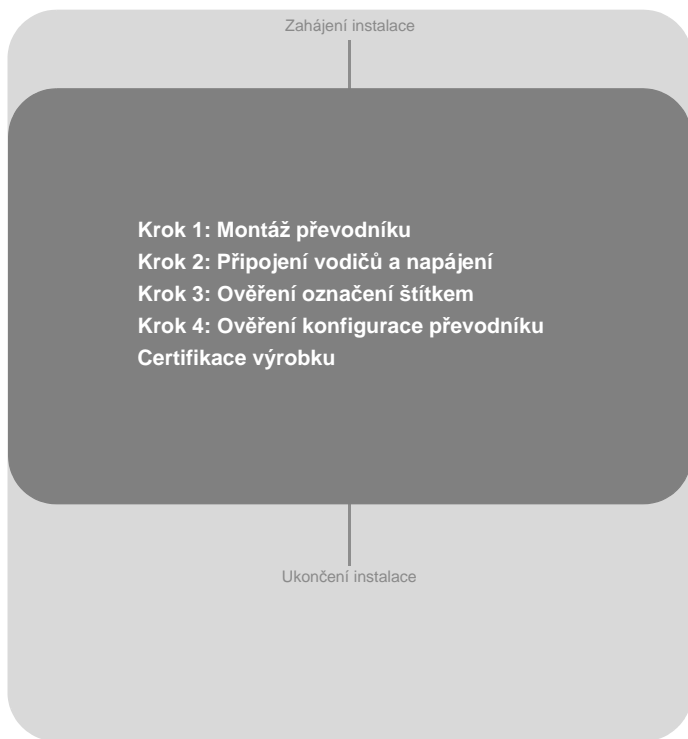 Zahájení instalace
Krok 1: Montáž převodníku
Krok 2: Připojení vodičů a napájení
Krok 3: Ověření označení štítkem
Krok 4: Ověření konfigurace převodníku
Certifikace výrobku
Ukončení instalace